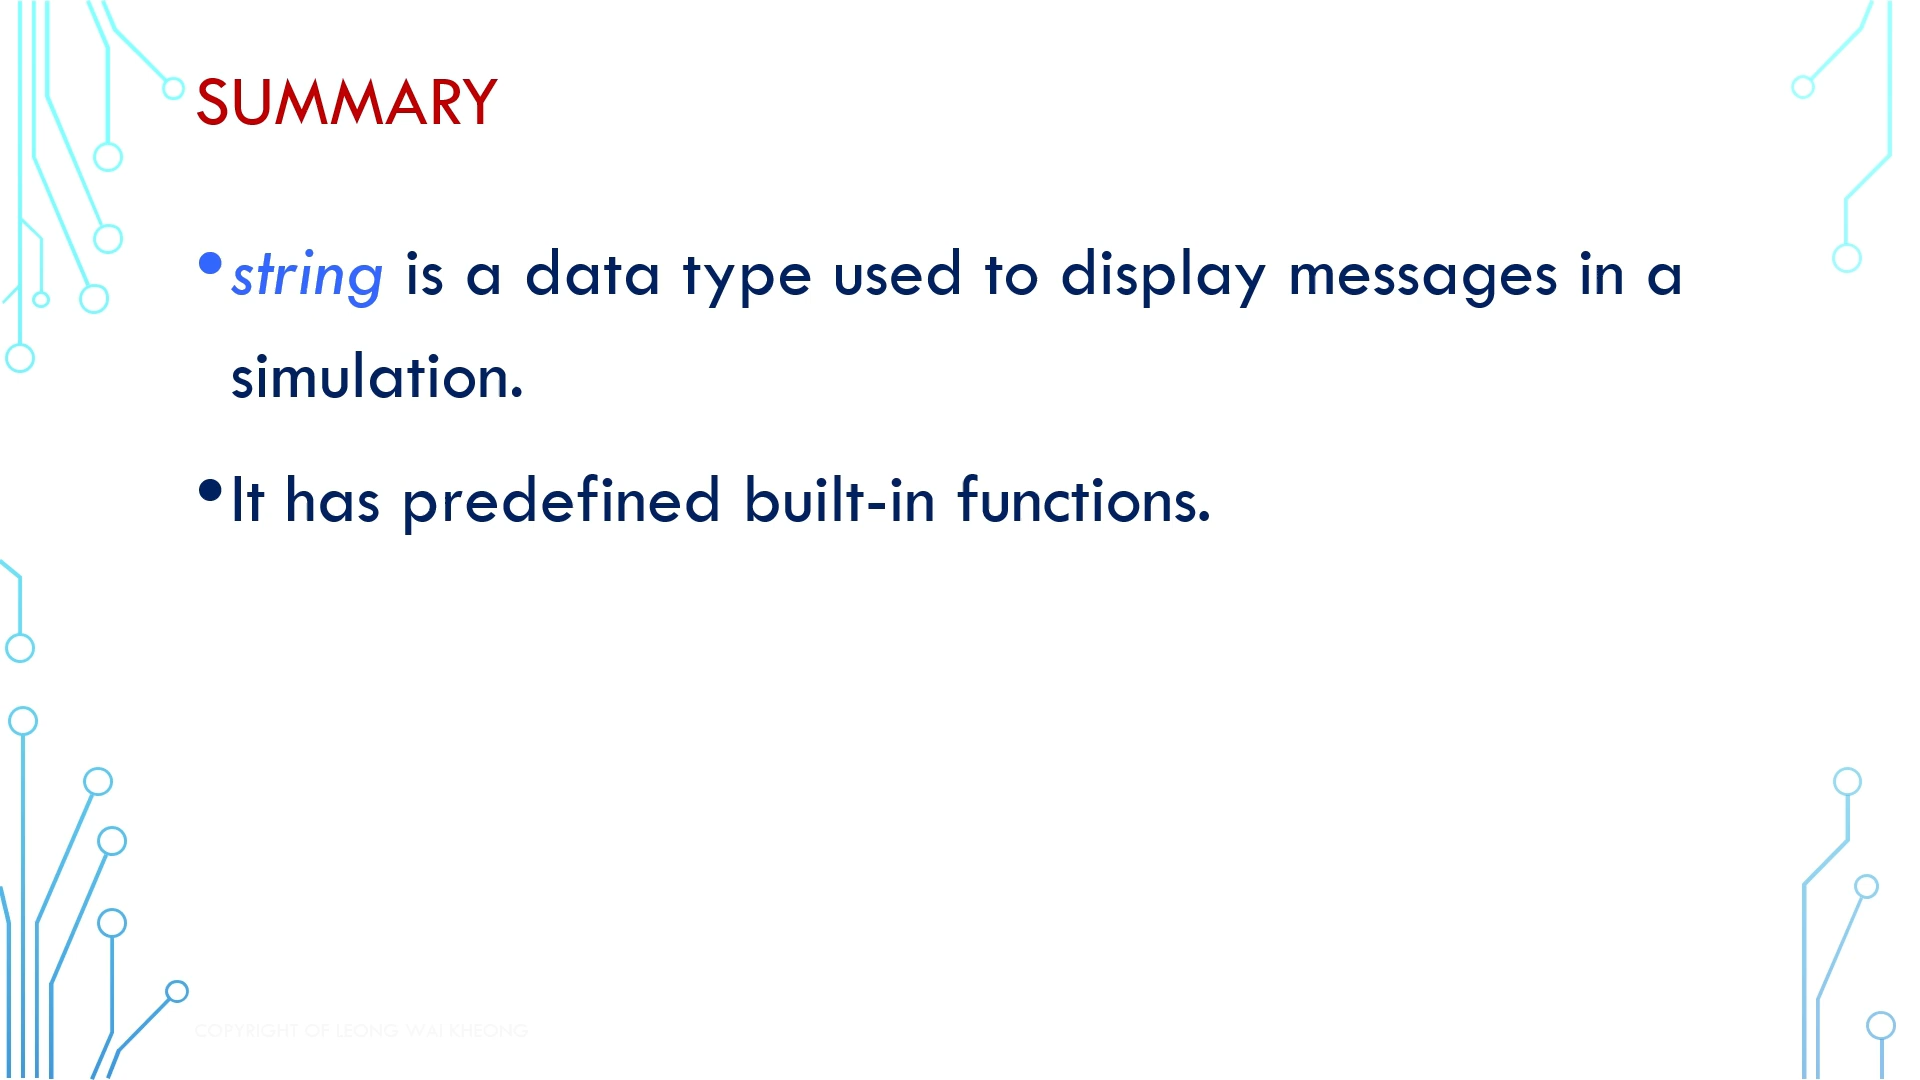 SUMMARY
•string is a data type used to display messages in a
simulation.
•It has predefined built-in functions.
COPYRIGHT OF LEONG WAI KHEONG